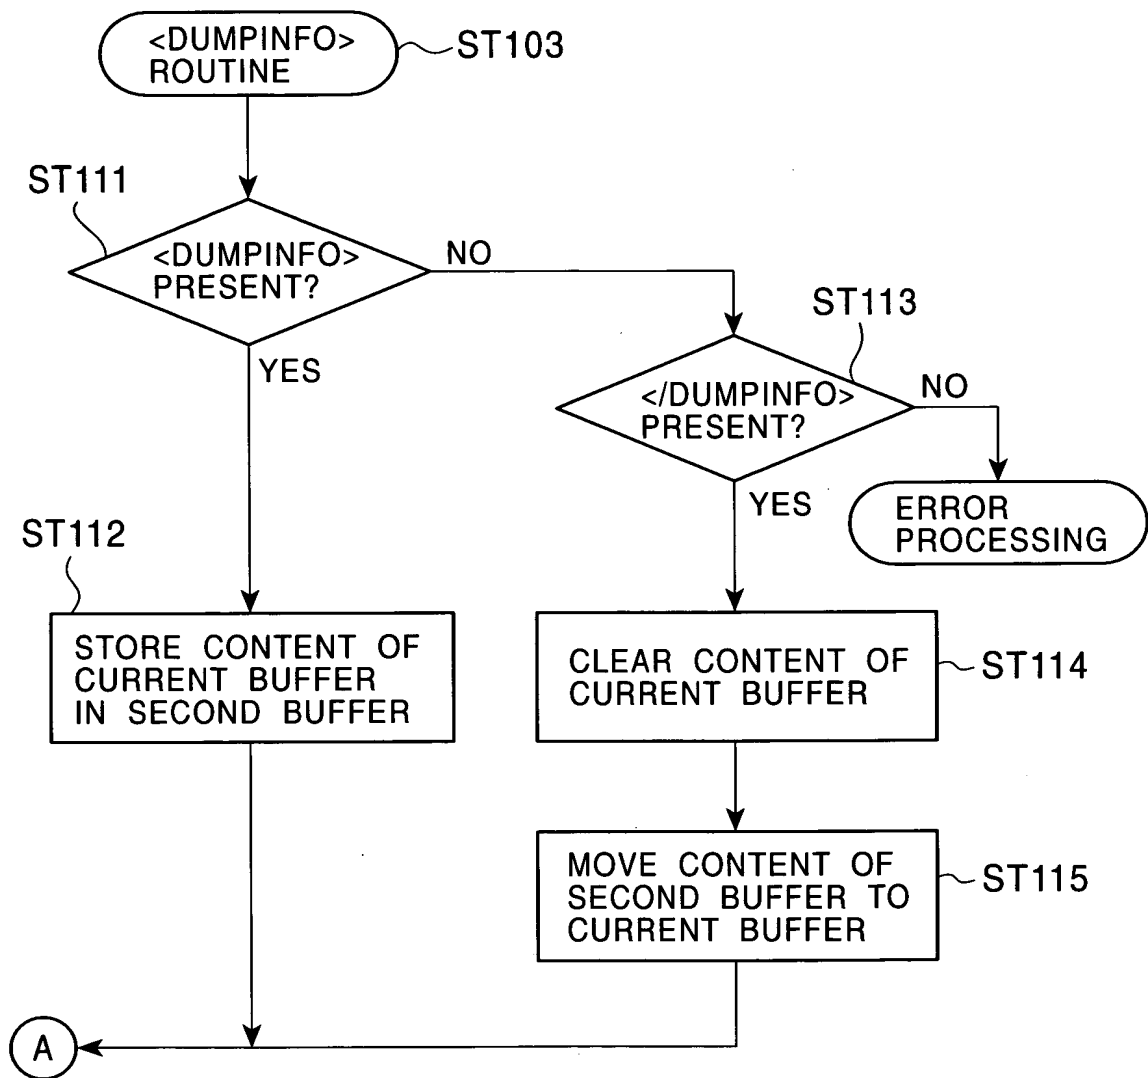 <DUMPINFO>
ROUTINE
ST103
ST111
<DUMPINFO>
PRESENT?
NO
YES
ST113
</DUMPINFO>
PRESENT?
NO
YES
ERROR
PROCESSING
ST112
STORE CONTENT OF
CURRENT BUFFER
IN SECOND BUFFER
CLEAR CONTENT OF
CURRENT BUFFER
ST114
MOVE CONTENT OF
SECOND BUFFER TO
CURRENT BUFFER
ST115
A